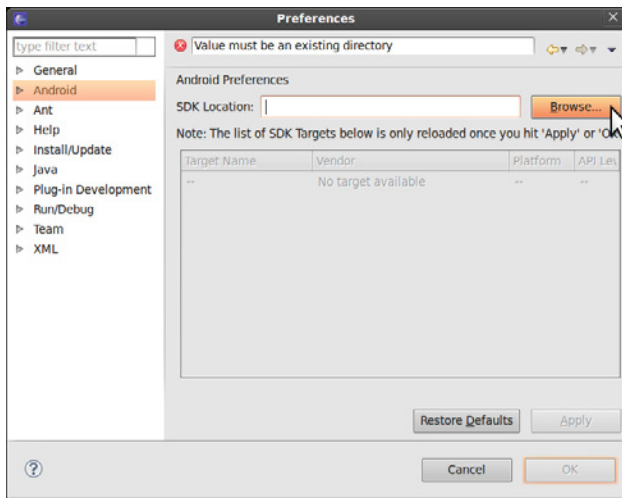 Preferences
type filter text
Value must be an existing directory
General
Android
Ant
Help
Install/Update
Java
Plug-in Development
Run/Debug
Team
XML
Android Preferences
SDK Location:
Browse...
Note: The list of SDK Targets below is only reloaded once you hit 'Apply' or 'OK
Target Name Vendor Platform API Lev
-- No target available -- --
Restore Defaults Apply
Cancel OK